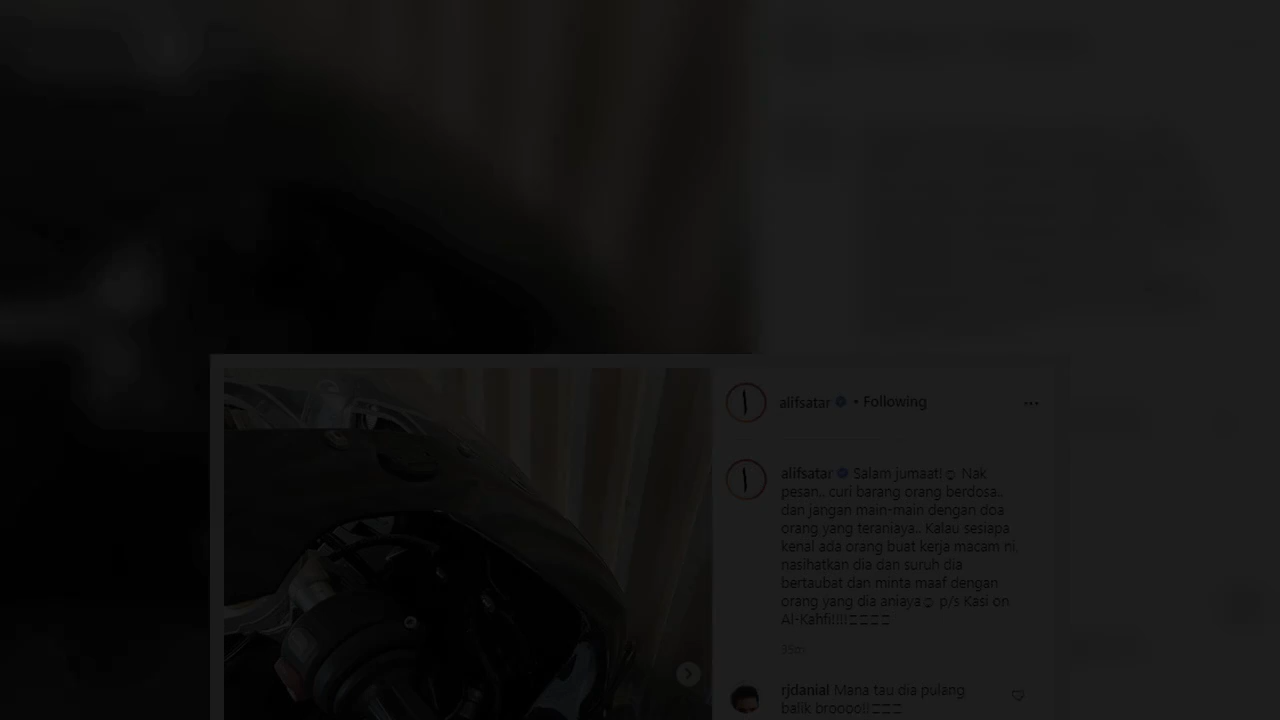 alifsatar • Following
alifsatar Salam jumaat!☺ Nak
pesan.. curi barang orang berdosa..
dan jangan main-main dengan doa
orang yang teraniaya.. Kalau sesiapa
kenal ada orang buat kerja macam ni,
nasihatkan dia dan suruh dia
bertaubat dan minta maaf dengan
orang yang dia aniaya☺ p/s Kasi on
Al-Kahfi!!!!□□□□
35m
rjdanial Mana tau dia pulang
balik broooo!!□□□